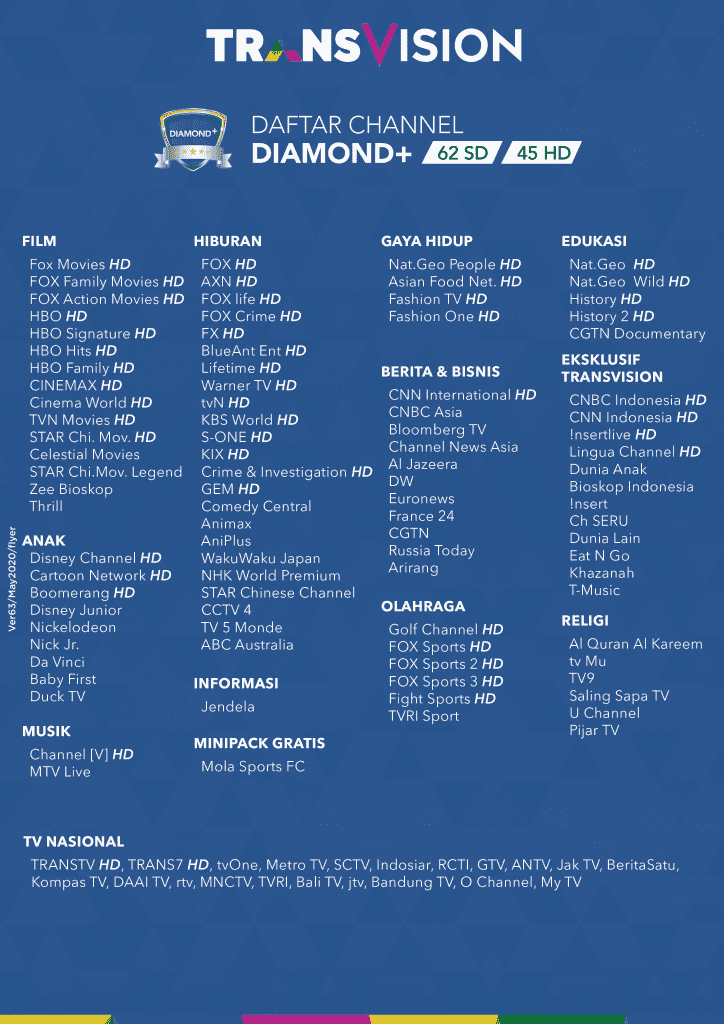 TRANSVISION
DIAMOND+
DAFTAR CHANNEL
DIAMOND+ 62 SD 45 HD
FILM
Fox Movies HD
FOX Family Movies HD
FOX Action Movies HD
HBO HD
HBO Signature HD
HBO Hits HD
HBO Family HD
CINEMAX HD
Cinema World HD
TVN Movies HD
STAR Chi. Mov. HD
Celestial Movies
STAR Chi.Mov. Legend
Zee Bioskop
Thrill
ANAK
Disney Channel HD
Cartoon Network HD
Boomerang HD
Disney Junior
Nickelodeon
Nick Jr.
Da Vinci
Baby First
Duck TV
MUSIK
Channel [V] HD
MTV Live
HIBURAN
FOX HD
AXN HD
FOX life HD
FOX Crime HD
FX HD
BlueAnt Ent HD
Lifetime HD
Warner TV HD
tvN HD
KBS World HD
S-ONE HD
KIX HD
Crime & Investigation HD
GEM HD
Comedy Central
Animax
AniPlus
WakuWaku Japan
NHK World Premium
STAR Chinese Channel
CCTV 4
TV 5 Monde
ABC Australia
INFORMASI
Jendela
MINIPACK GRATIS
Mola Sports FC
GAYA HIDUP
Nat.Geo People HD
Asian Food Net. HD
Fashion TV HD
Fashion One HD
BERITA & BISNIS
CNN International HD
CNBC Asia
Bloomberg TV
Channel News Asia
Al Jazeera
DW
Euronews
France 24
CGTN
Russia Today
Arirang
OLAHRAGA
Golf Channel HD
FOX Sports HD
FOX Sports 2 HD
FOX Sports 3 HD
Fight Sports HD
TVRI Sport
EDUKASI
Nat.Geo HD
Nat.Geo Wild HD
History HD
History 2 HD
CGTN Documentary
EKSKLUSIF
TRANSVISION
CNBC Indonesia HD
CNN Indonesia HD
!nsertlive HD
Lingua Channel HD
Dunia Anak
Bioskop Indonesia
!nsert
Ch SERU
Dunia Lain
Eat N Go
Khazanah
T-Music
RELIGI
Al Quran Al Kareem
tv Mu
TV9
Saling Sapa TV
U Channel
Pijar TV
TV NASIONAL
TRANSTV HD, TRANS7 HD, tvOne, Metro TV, SCTV, Indosiar, RCTI, GTV, ANTV, Jak TV, BeritaSatu,
Kompas TV, DAAI TV, rtv, MNCTV, TVRI, Bali TV, jtv, Bandung TV, O Channel, My TV
Ver63/May2020/flyer